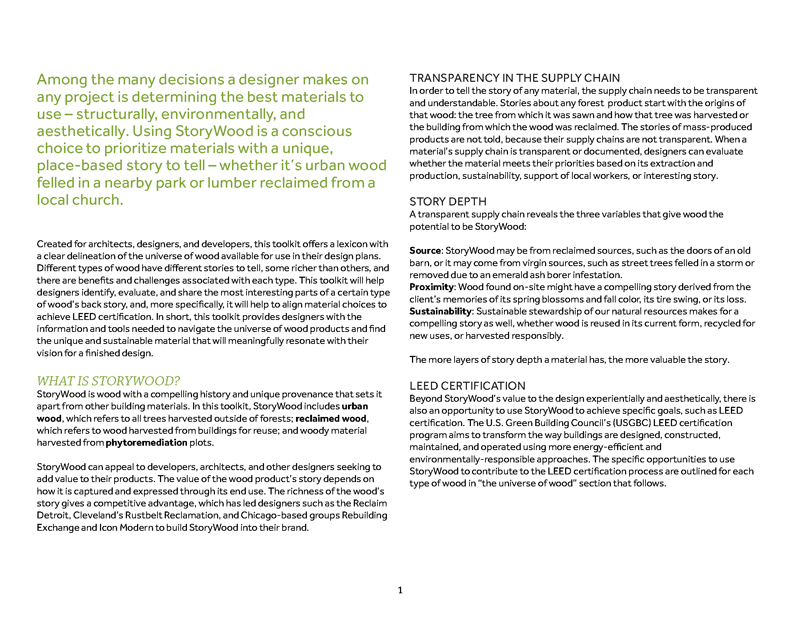 Among the many decisions a designer makes on
any project is determining the best materials to
use – structurally, environmentally, and
aesthetically. Using StoryWood is a conscious
choice to prioritize materials with a unique,
place-based story to tell – whether it's urban wood
felled in a nearby park or lumber reclaimed from a
local church.
Created for architects, designers, and developers, this toolkit offers a lexicon with
a clear delineation of the universe of wood available for use in their design plans.
Different types of wood have different stories to tell, some richer than others, and
there are benefits and challenges associated with each type. This toolkit will help
designers identify, evaluate, and share the most interesting parts of a certain type
of wood's back story, and, more specifically, it will help to align material choices to
achieve LEED certification. In short, this toolkit provides designers with the
information and tools needed to navigate the universe of wood products and find
the unique and sustainable material that will meaningfully resonate with their
vision for a finished design.
WHAT IS STORYWOOD?
StoryWood is wood with a compelling history and unique provenance that sets it
apart from other building materials. In this toolkit, StoryWood includes urban
wood, which refers to all trees harvested outside of forests; reclaimed wood,
which refers to wood harvested from buildings for reuse; and woody material
harvested from phytoremediation plots.
StoryWood can appeal to developers, architects, and other designers seeking to
add value to their products. The value of the wood product's story depends on
how it is captured and expressed through its end use. The richness of the wood's
story gives a competitive advantage, which has led designers such as the Reclaim
Detroit, Cleveland's Rustbelt Reclamation, and Chicago-based groups Rebuilding
Exchange and Icon Modern to build StoryWood into their brand.
TRANSPARENCY IN THE SUPPLY CHAIN
In order to tell the story of any material, the supply chain needs to be transparent
and understandable. Stories about any forest product start with the origins of
that wood: the tree from which it was sawn and how that tree was harvested or
the building from which the wood was reclaimed. The stories of mass-produced
products are not told, because their supply chains are not transparent. When a
material's supply chain is transparent or documented, designers can evaluate
whether the material meets their priorities based on its extraction and
production, sustainability, support of local workers, or interesting story.
STORY DEPTH
A transparent supply chain reveals the three variables that give wood the
potential to be StoryWood:
Source: StoryWood may be from reclaimed sources, such as the doors of an old
barn, or it may come from virgin sources, such as street trees felled in a storm or
removed due to an emerald ash borer infestation.
Proximity: Wood found on-site might have a compelling story derived from the
client's memories of its spring blossoms and fall color, its tire swing, or its loss.
Sustainability: Sustainable stewardship of our natural resources makes for a
compelling story as well, whether wood is reused in its current form, recycled for
new uses, or harvested responsibly.
The more layers of story depth a material has, the more valuable the story.
LEED CERTIFICATION
Beyond StoryWood's value to the design experientially and aesthetically, there is
also an opportunity to use StoryWood to achieve specific goals, such as LEED
certification. The U.S. Green Building Council's (USGBC) LEED certification
program aims to transform the way buildings are designed, constructed,
maintained, and operated using more energy-efficient and
environmentally-responsible approaches. The specific opportunities to use
StoryWood to contribute to the LEED certification process are outlined for each
type of wood in “the universe of wood” section that follows.
1